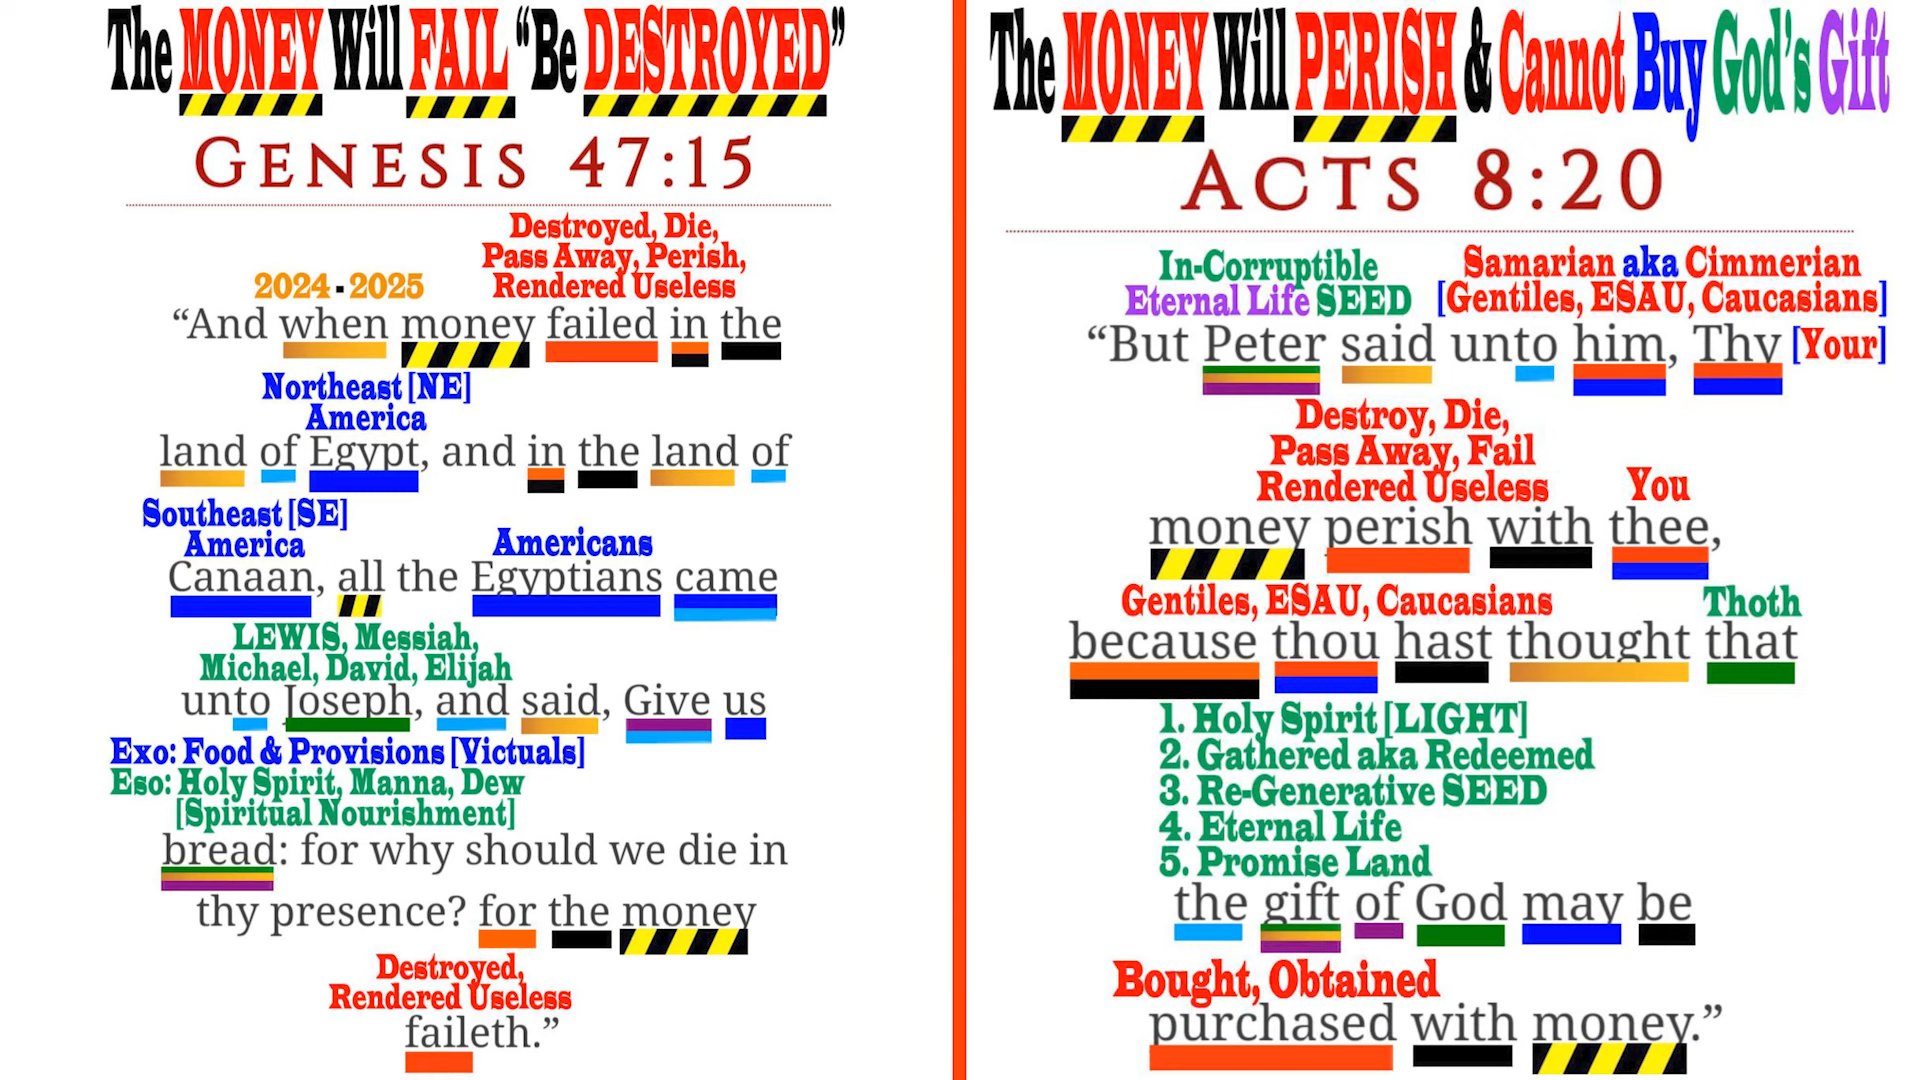 The MONEY Will FAIL “Be DESTROYED”
GENESIS 47:15
Destroyed, Die,
Pass Away, Perish,
2024 - 2025 Rendered Useless
“And when money failed in the
Northeast [NE]
America
land of Egypt, and in the land of
Southeast [SE]
America Americans
Canaan, all the Egyptians came
LEWIS, Messiah,
Michael, David, Elijah
unto Joseph, and said, Give us
Exo: Food & Provisions [Victuals]
Eso: Holy Spirit, Manna, Dew
[Spiritual Nourishment]
bread: for why should we die in
thy presence? for the money
Destroyed,
Rendered Useless
faileth.”
The MONEY Will PERISH & Cannot Buy God’s Gift
ACTS 8:20
In-Corruptible Samarian aka Cimmerian
Eternal Life SEED [Gentiles, ESAU, Caucasians]
“But Peter said unto him, Thy [Your]
Destroy, Die,
Pass Away, Fail
Rendered Useless You
money perish with thee,
Gentiles, ESAU, Caucasians Thoth
because thou hast thought that
1. Holy Spirit [LIGHT]
2. Gathered aka Redeemed
3. Re-Generative SEED
4. Eternal Life
5. Promise Land
the gift of God may be
Bought, Obtained
purchased with money.”